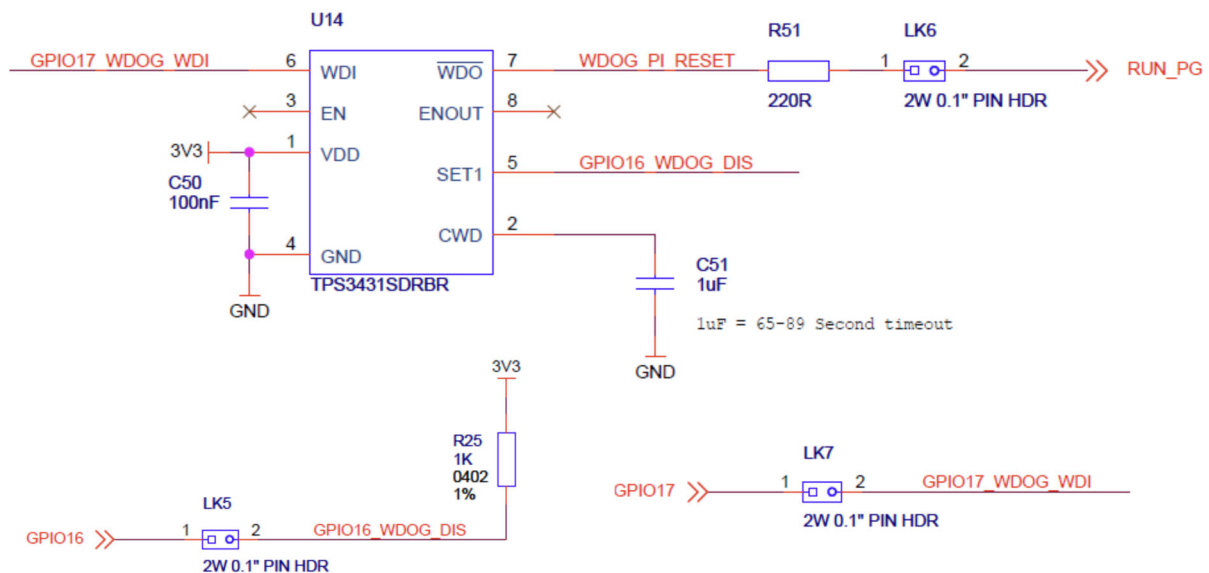 U14
GPIO17_WDOG_WDI
6
WDI
WDO
7
WDOG_PI_RESET
R51
220R
LK6
1
2
2W 0.1" PIN HDR
RUN_PG
3
EN
ENOUT
8
3V3
1
VDD
C50
100nF
SET1
5
GPIO16_WDOG_DIS
CWD
2
4
GND
TPS3431SDRBR
GND
C51
1uF
1uF = 65-89 Second timeout
GND
3V3
R25
1K
0402
1%
LK5
GPIO16
1
2
GPIO16_WDOG_DIS
2W 0.1" PIN HDR
LK7
GPIO17
1
2
GPIO17_WDOG_WDI
2W 0.1" PIN HDR